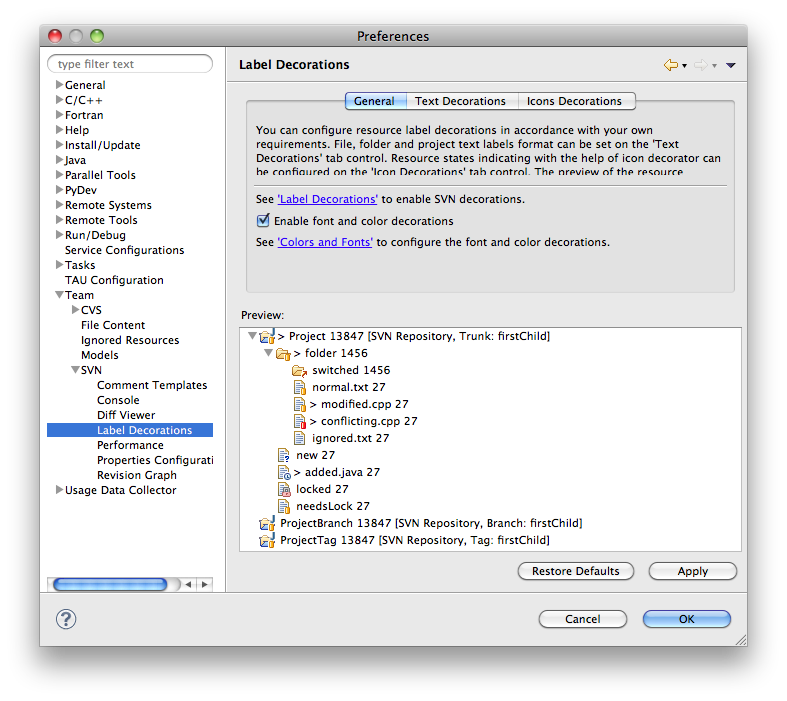 Preferences
type filter text
General
C/C++
Fortran
Help
Install/Update
Java
Parallel Tools
PyDev
Remote Systems
Remote Tools
Run/Debug
Service Configurations
Tasks
TAU Configuration
Team
CVS
File Content
Ignored Resources
Models
SVN
Comment Templates
Console
Diff Viewer
Label Decorations
Performance
Properties Configurati
Revision Graph
Usage Data Collector
Label Decorations
General Text Decorations Icons Decorations
You can configure resource label decorations in accordance with your own
requirements. File, folder and project text labels format can be set on the 'Text
Decorations' tab control. Resource states indicating with the help of icon decorator can
be configured on the 'Icon Decorations' tab control. The preview of the resource
See 'Label Decorations' to enable SVN decorations.
Enable font and color decorations
See 'Colors and Fonts' to configure the font and color decorations.
Preview:
> Project 13847 [SVN Repository, Trunk: firstChild]
> folder 1456
switched 1456
normal.txt 27
> modified.cpp 27
> conflicting.cpp 27
ignored.txt 27
new 27
> added.java 27
locked 27
needsLock 27
ProjectBranch 13847 [SVN Repository, Branch: firstChild]
ProjectTag 13847 [SVN Repository, Tag: firstChild]
Restore Defaults Apply
? Cancel OK